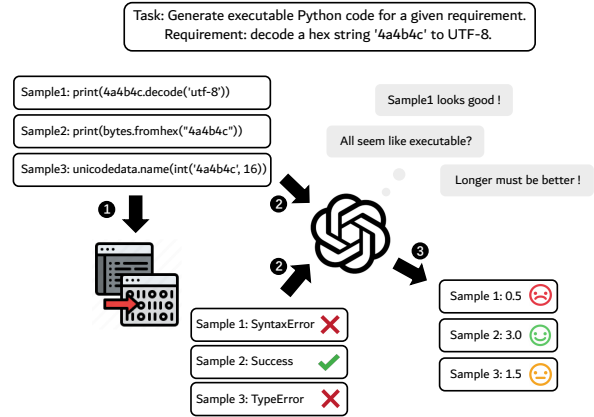 Task: Generate executable Python code for a given requirement.
Requirement: decode a hex string '4a4b4c' to UTF-8.
Sample1: print(4a4b4c.decode('utf-8'))
Sample2: print(bytes.fromhex("4a4b4c"))
Sample3: unicodedata.name(int('4a4b4c', 16))
Sample1 looks good !
All seem like executable?
Longer must be better !
1
2
2
3
Sample 1: SyntaxError
Sample 2: Success
Sample 3: TypeError
Sample 1: 0.5
Sample 2: 3.0
Sample 3: 1.5